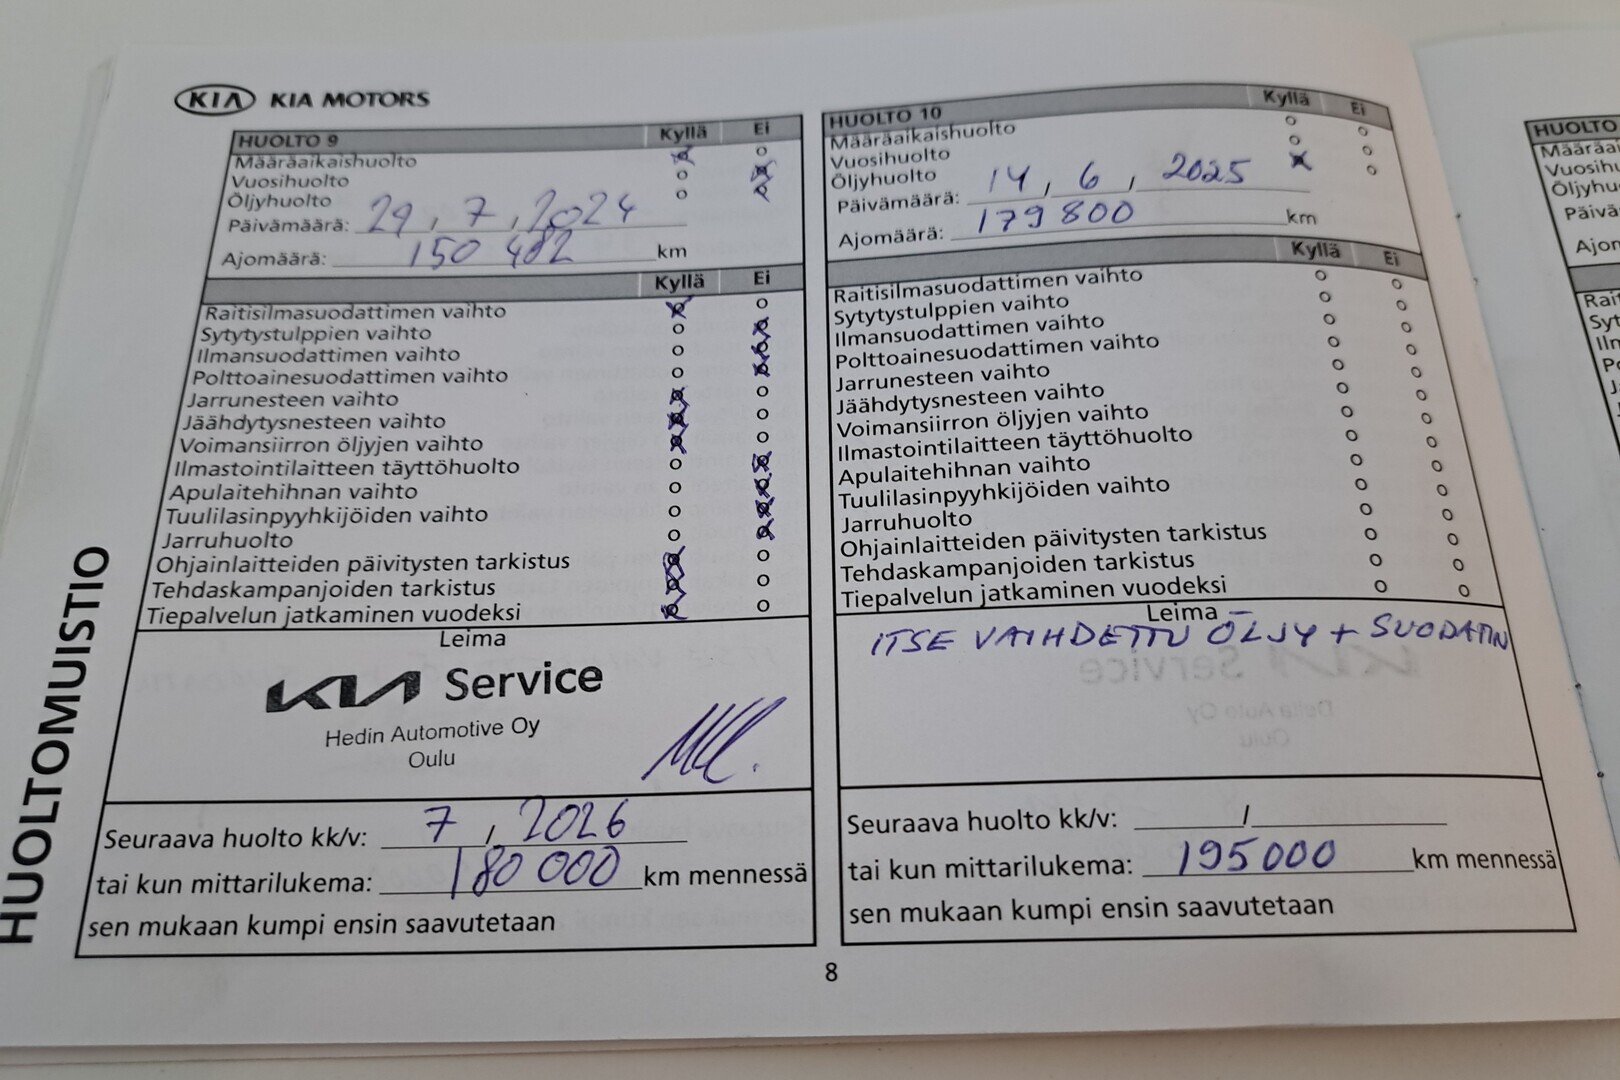 KIA KIA MOTORS
HUOLTOMUISTIO
HUOLTO 9 Kyllä Ei
Määräaikaishuolto
Vuosihuolto
Öljyhuolto
Päivämäärä: 29, 7, 2024
Ajomäärä: 150 482 km
Kyllä Ei
Raitisilmasuodattimen vaihto
Sytytystulppien vaihto
Ilmansuodattimen vaihto
Polttoainesuodattimen vaihto
Jarrunesteen vaihto
Jäähdytysnesteen vaihto
Voimansiirron öljyjen vaihto
Ilmastointilaitteen täyttöhuolto
Apulaitehihnan vaihto
Tuulilasinpyyhkijöiden vaihto
Jarruhuolto
Ohjainlaitteiden päivitysten tarkistus
Tehdaskampanjoiden tarkistus
Tiepalvelun jatkaminen vuodeksi
Leima
KIA Service
Hedin Automotive Oy
Oulu
Seuraava huolto kk/v: 7 / 2026
tai kun mittarilukema: 180 000 km mennessä
sen mukaan kumpi ensin saavutetaan
HUOLTO 10 Kyllä Ei
Määräaikaishuolto
Vuosihuolto
Öljyhuolto
Päivämäärä: 14, 6, 2025
Ajomäärä: 179 800 km
Kyllä Ei
Raitisilmasuodattimen vaihto
Sytytystulppien vaihto
Ilmansuodattimen vaihto
Polttoainesuodattimen vaihto
Jarrunesteen vaihto
Jäähdytysnesteen vaihto
Voimansiirron öljyjen vaihto
Ilmastointilaitteen täyttöhuolto
Apulaitehihnan vaihto
Tuulilasinpyyhkijöiden vaihto
Jarruhuolto
Ohjainlaitteiden päivitysten tarkistus
Tehdaskampanjoiden tarkistus
Tiepalvelun jatkaminen vuodeksi
Leima
ITSE VAIHDETTU ÖLJY + SUODATIN
Seuraava huolto kk/v: /
tai kun mittarilukema: 195 000 km mennessä
sen mukaan kumpi ensin saavutetaan
8
HUOLTO